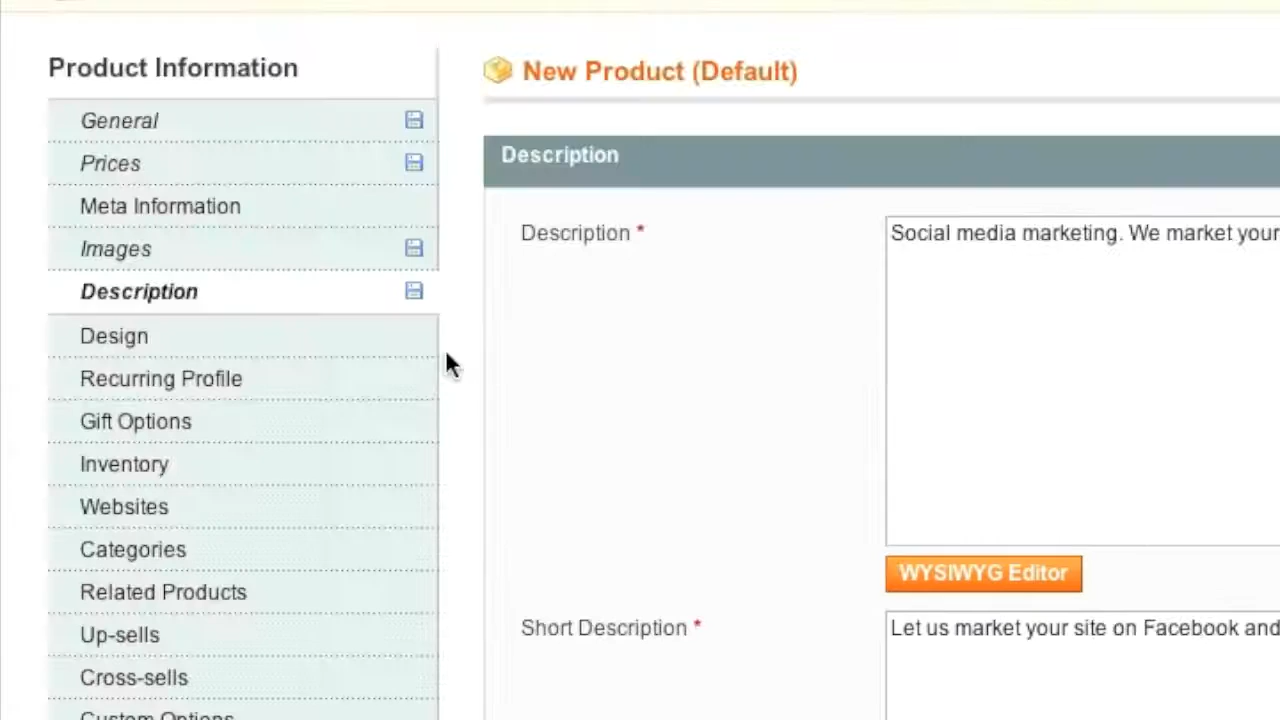 Product Information
General
Prices
Meta Information
Images
Description
Design
Recurring Profile
Gift Options
Inventory
Websites
Categories
Related Products
Up-sells
Cross-sells
Custom Options
New Product (Default)
Description
Description *
Social media marketing. We market your
WYSIWYG Editor
Short Description *
Let us market your site on Facebook and